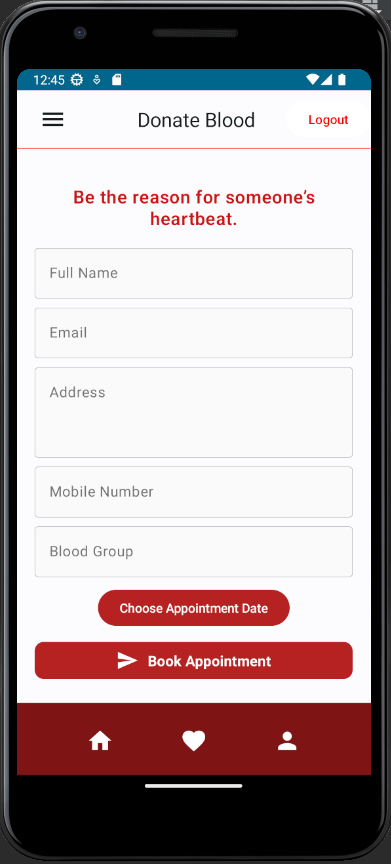 12:45
Donate Blood
Logout
Be the reason for someone's
heartbeat.
Full Name
Email
Address
Mobile Number
Blood Group
Choose Appointment Date
Book Appointment